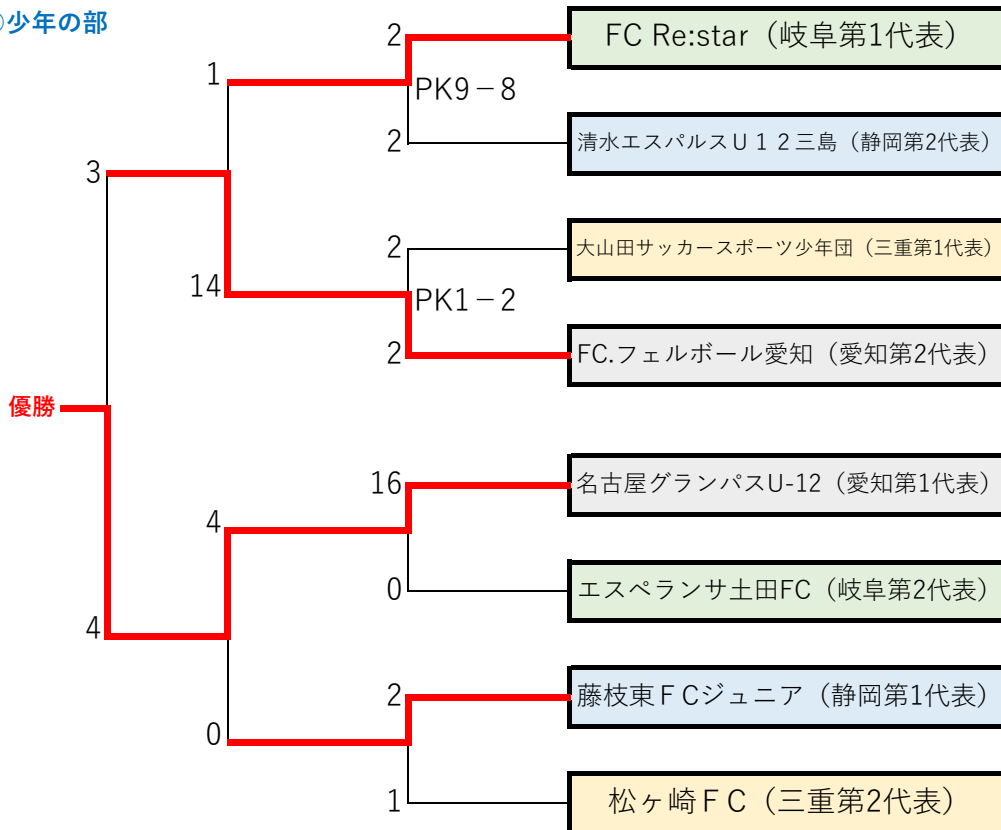 少年の部
2
FC Re:star（岐阜第1代表）
1
PK9－8
2
清水エスパルスU１２三島（静岡第2代表）
3
2
大山田サッカースポーツ少年団（三重第1代表）
14
PK1－2
2
FC.フェルボール愛知（愛知第2代表）
優勝
16
名古屋グランパスU-12（愛知第1代表）
4
0
エスペランサ土田FC（岐阜第2代表）
4
2
藤枝東ＦCジュニア（静岡第1代表）
0
1
松ヶ崎ＦC（三重第2代表）